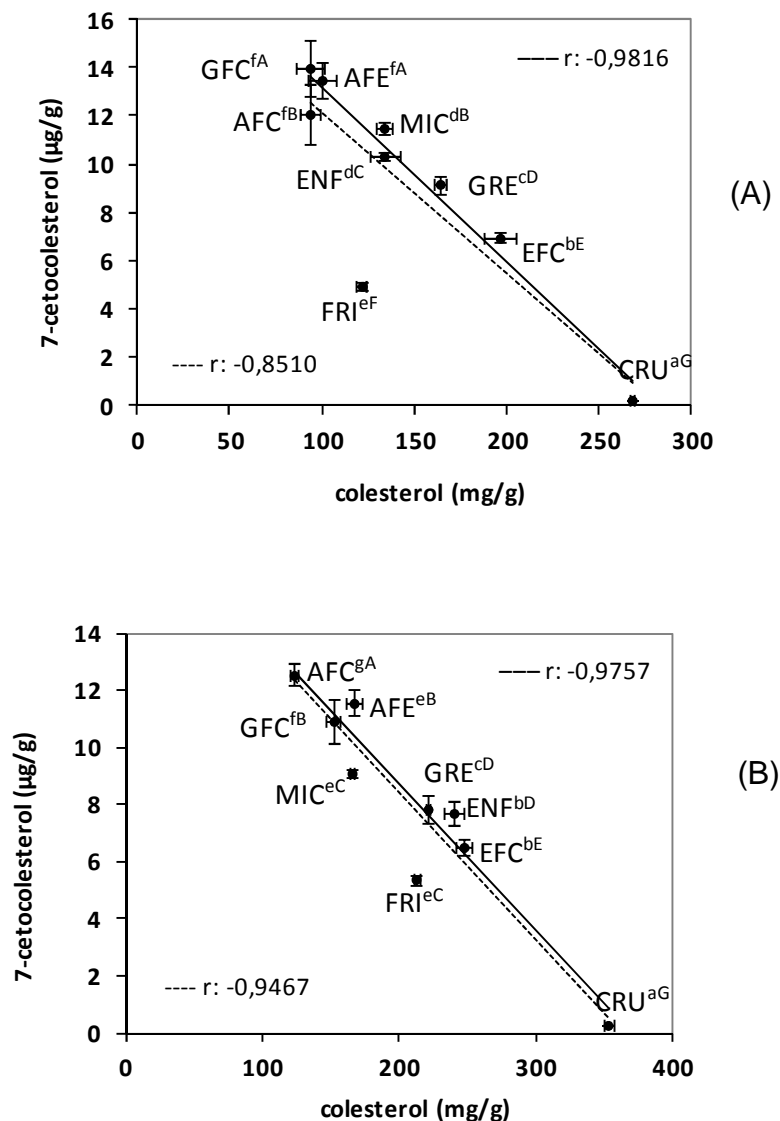 16
14
12
10
8
6
4
2
0
7-cetocolesterol (µg/g)
GFC^fA
AFE^fA
r: -0,9816
AFC^fB
MIC^dB
ENF^dC
GRE^cD
EFC^bE
FRI^eF
r: -0,8510
CRU^aG
0 50 100 150 200 250 300
colesterol (mg/g)
(A)
14
12
10
8
6
4
2
0
7-cetocolesterol (µg/g)
AFC^gA
r: -0,9757
AFE^eB
GFC^fB
MIC^eC
GRE^cD
ENF^bD
EFC^bE
FRI^eC
r: -0,9467
CRU^aG
0 100 200 300 400
colesterol (mg/g)
(B)